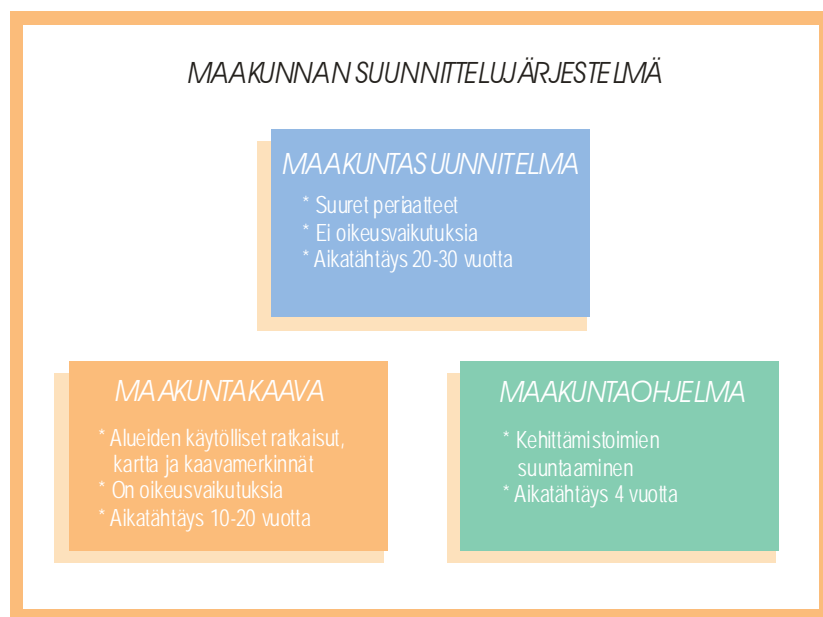 MAAKUNNAN SUUNNITTELUJÄRJESTELMÄ
MAAKUNTASUUNNITELMA
* Suuret periaatteet
* Ei oikeusvaikutuksia
* Aikatähtäys 20-30 vuotta
MAAKUNTAKAAVA
* Alueiden käytölliset ratkaisut,
kartta ja kaavamerkinnät
* On oikeusvaikutuksia
* Aikatähtäys 10-20 vuotta
MAAKUNTAOHJELMA
* Kehittämistoimien
suuntaaminen
* Aikatähtäys 4 vuotta